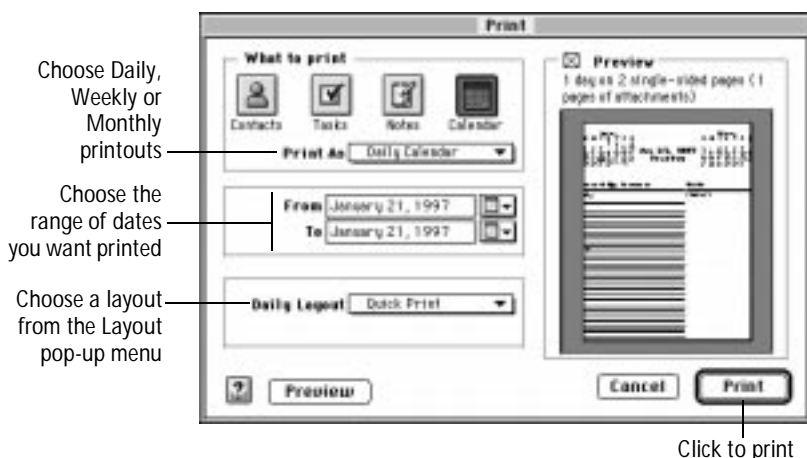 Print
Choose Daily,
Weekly or
Monthly
printouts
What to print
Contacts Tasks Notes Calendar
Print As Daily Calendar
Preview
1 day on 2 single-sided pages (1
pages of attachments)
Choose the
range of dates
you want printed
From January 21, 1997
To January 21, 1997
Choose a layout
from the Layout
pop-up menu
Daily Layout Quick Print
?
Preview
Cancel
Print
Click to print